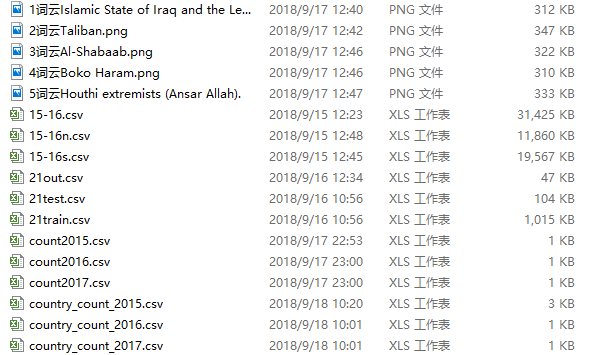 1词云Islamic State of Iraq and the Le... 2018/9/17 12:40 PNG 文件 312 KB
2词云Taliban.png 2018/9/17 12:42 PNG 文件 347 KB
3词云Al-Shabaab.png 2018/9/17 12:44 PNG 文件 322 KB
4词云Boko Haram.png 2018/9/17 12:46 PNG 文件 310 KB
5词云Houthi extremists (Ansar Allah). 2018/9/17 12:47 PNG 文件 333 KB
15-16.csv 2018/9/15 12:23 XLS 工作表 31,425 KB
15-16n.csv 2018/9/15 12:44 XLS 工作表 11,860 KB
15-16s.csv 2018/9/15 12:45 XLS 工作表 19,567 KB
21out.csv 2018/9/16 12:34 XLS 工作表 47 KB
21test.csv 2018/9/16 10:56 XLS 工作表 104 KB
21train.csv 2018/9/16 10:56 XLS 工作表 1,015 KB
count2015.csv 2018/9/17 22:53 XLS 工作表 1 KB
count2016.csv 2018/9/17 23:00 XLS 工作表 1 KB
count2017.csv 2018/9/17 23:00 XLS 工作表 1 KB
country_count_2015.csv 2018/9/18 10:20 XLS 工作表 3 KB
country_count_2016.csv 2018/9/18 10:01 XLS 工作表 1 KB
country_count_2017.csv 2018/9/18 10:01 XLS 工作表 1 KB